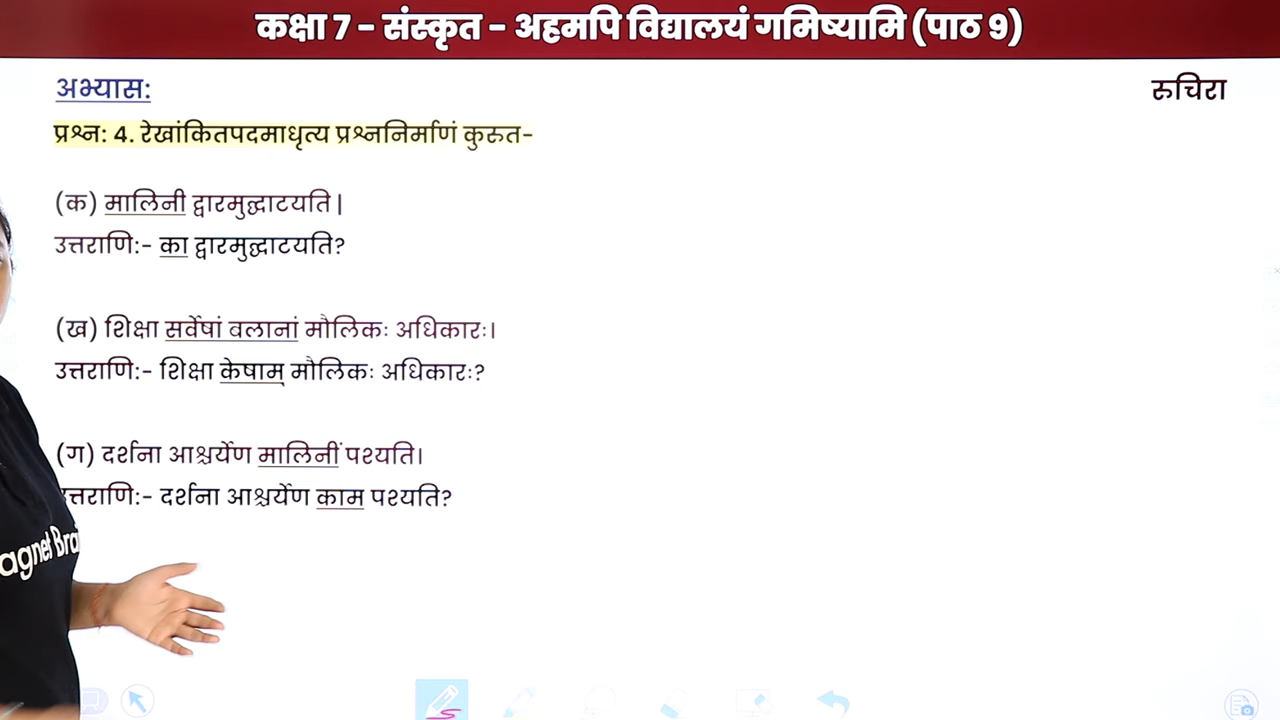 कक्षा 7 - संस्कृत - अहमपि विद्यालयं गमिष्यामि (पाठ 9)
अभ्यास:
रुचिरा
प्रश्न: 4. रेखांकितपदमाधृत्य प्रश्ननिर्माणं कुरुत-
(क) मालिनी द्वारमुद्घाटयति |
उत्तराणि:- का द्वारमुद्घाटयति?
(ख) शिक्षा सर्वेषां बलानां मौलिकः अधिकारः।
उत्तराणि:- शिक्षा केषाम् मौलिकः अधिकारः?
(ग) दर्शना आश्चर्येण मालिनीं पश्यति।
त्तराणि:- दर्शना आश्चर्येण काम पश्यति?
agnet Brai